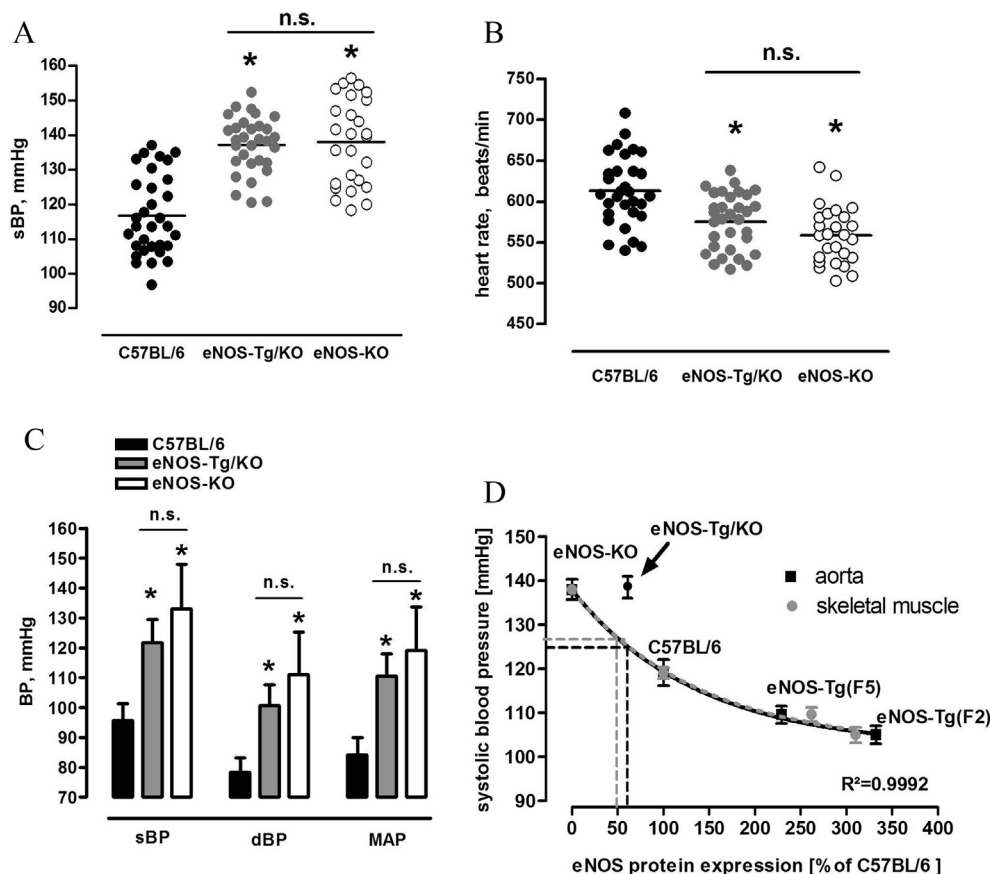 A
n.s.
*
*
sBP, mmHg
160
150
140
130
120
110
100
90
C57BL/6
eNOS-Tg/KO
eNOS-KO
B
n.s.
*
*
heart rate, beats/min
750
700
650
600
550
500
450
C57BL/6
eNOS-Tg/KO
eNOS-KO
C
C57BL/6
eNOS-Tg/KO
eNOS-KO
n.s.
n.s.
n.s.
*
*
*
*
*
*
BP, mmHg
160
150
140
130
120
110
100
90
80
70
sBP
dBP
MAP
D
systolic blood pressure [mmHg]
150
140
130
120
110
100
90
eNOS-KO
eNOS-Tg/KO
aorta
skeletal muscle
C57BL/6
eNOS-Tg(F5)
eNOS-Tg(F2)
R²=0.9992
0
50
100
150
200
250
300
350
400
eNOS protein expression [% of C57BL/6 ]